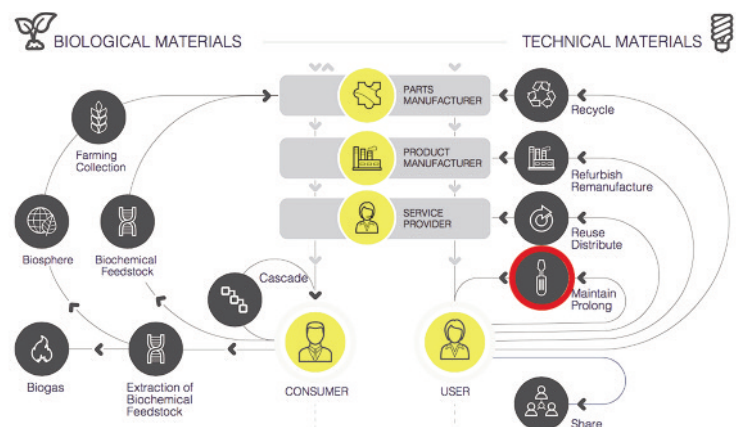 BIOLOGICAL MATERIALS
TECHNICAL MATERIALS
PARTS
MANUFACTURER
Recycle
Farming
Collection
PRODUCT
MANUFACTURER
Refurbish
Remanufacture
SERVICE
PROVIDER
Reuse
Distribute
Biosphere
Biochemical
Feedstock
Cascade
Maintain
Prolong
Biogas
Extraction of
Biochemical
Feedstock
CONSUMER
USER
Share